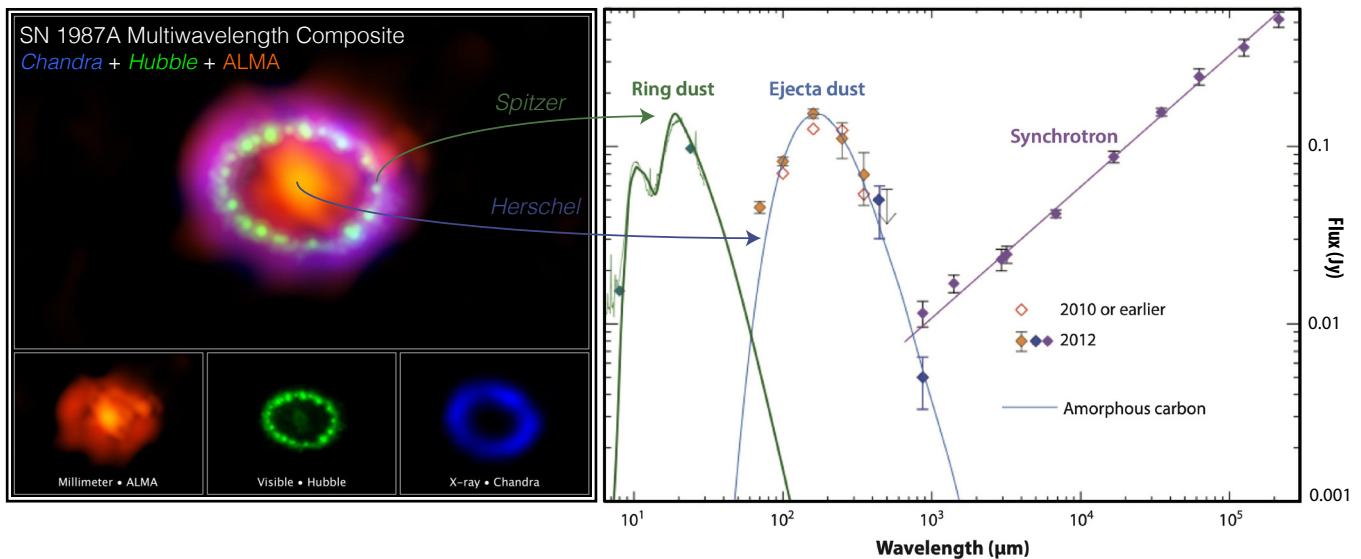 SN 1987A Multiwavelength Composite
Chandra + Hubble + ALMA
Spitzer
Herschel
Millimeter • ALMA
Visible • Hubble
X-ray • Chandra
Ring dust
Ejecta dust
Synchrotron
2010 or earlier
2012
Amorphous carbon
0.1
0.01
0.001
Flux (Jy)
10¹
10²
10³
10⁴
10⁵
Wavelength (μm)